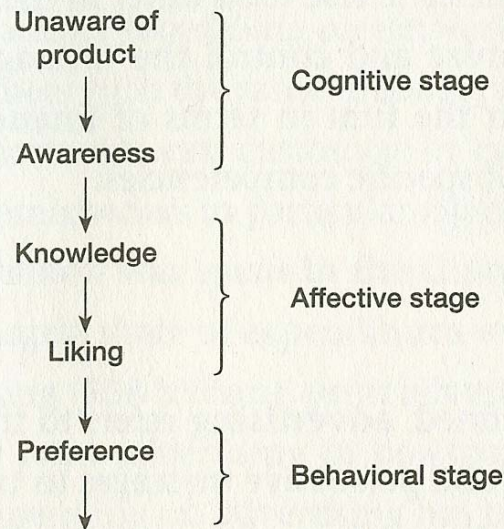 Unaware of
product
Cognitive stage
Awareness
Knowledge
Affective stage
Liking
Preference
Behavioral stage